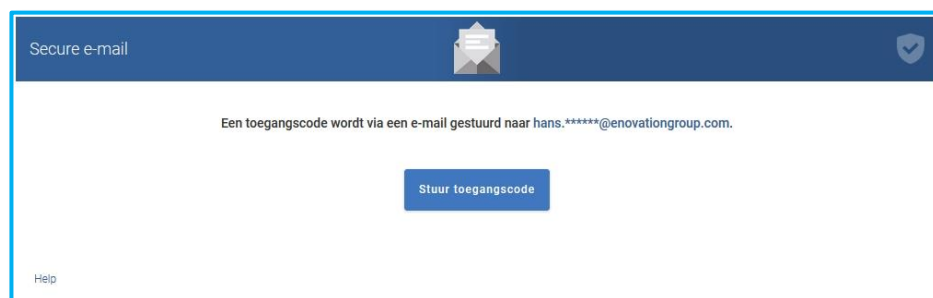 Secure e-mail
Een toegangscode wordt via een e-mail gestuurd naar hans.******@enovationgroup.com.
Stuur toegangscode
Help